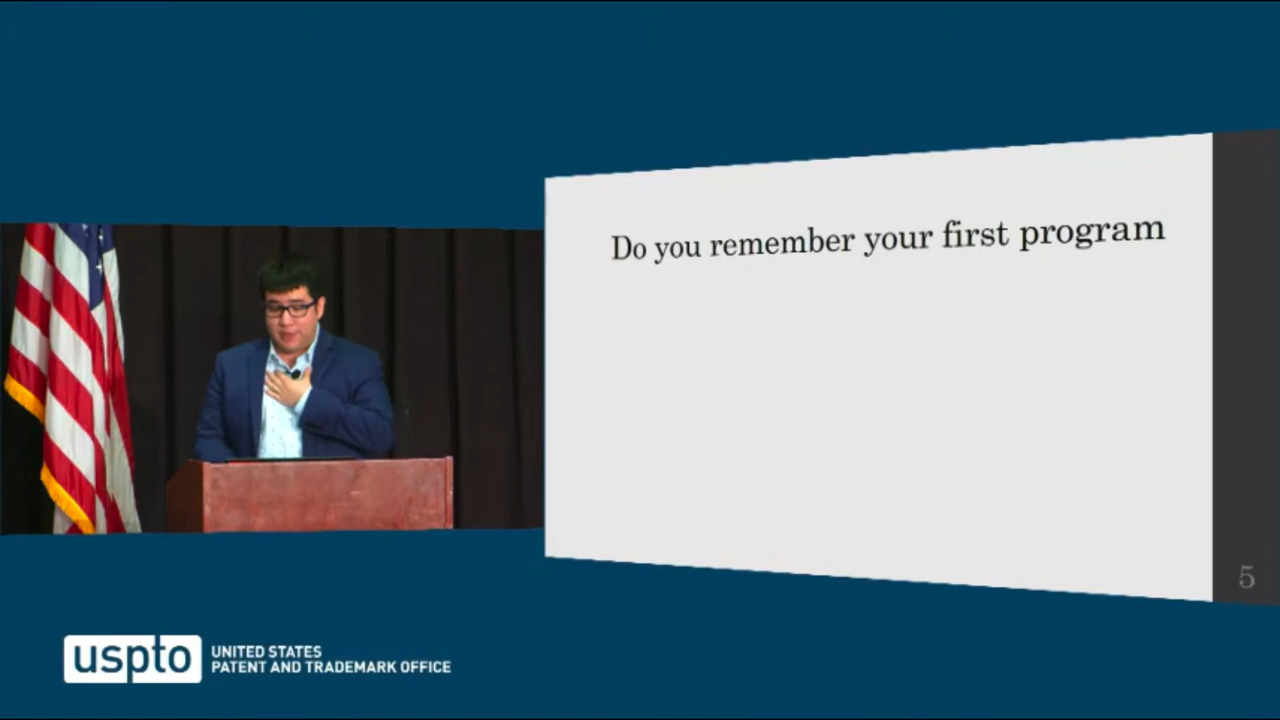 Do you remember your first program
5
uspto
UNITED STATES
PATENT AND TRADEMARK OFFICE